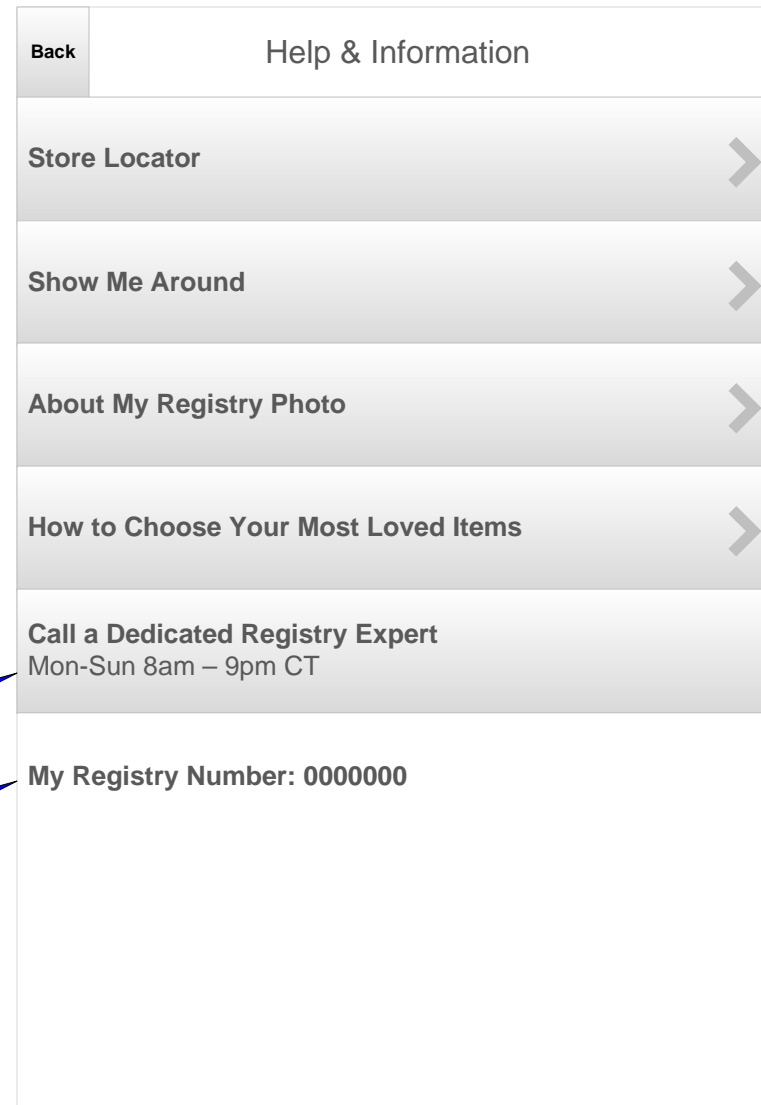 Back
Help & Information
Store Locator
Show Me Around
About My Registry Photo
How to Choose Your Most Loved Items
Call a Dedicated Registry Expert
Mon-Sun 8am – 9pm CT
My Registry Number: 0000000